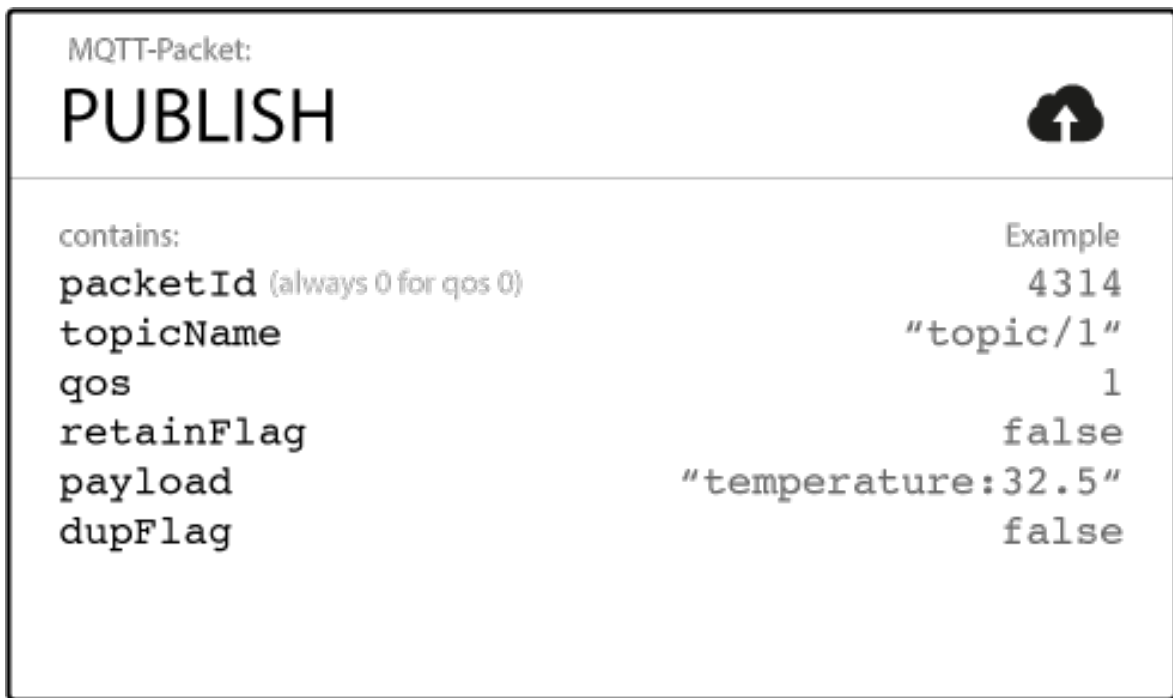 MQTT-Packet:
PUBLISH
contains: Example
packetId (always 0 for qos 0) 4314
topicName “topic/1“
qos 1
retainFlag false
payload “temperature:32.5“
dupFlag false